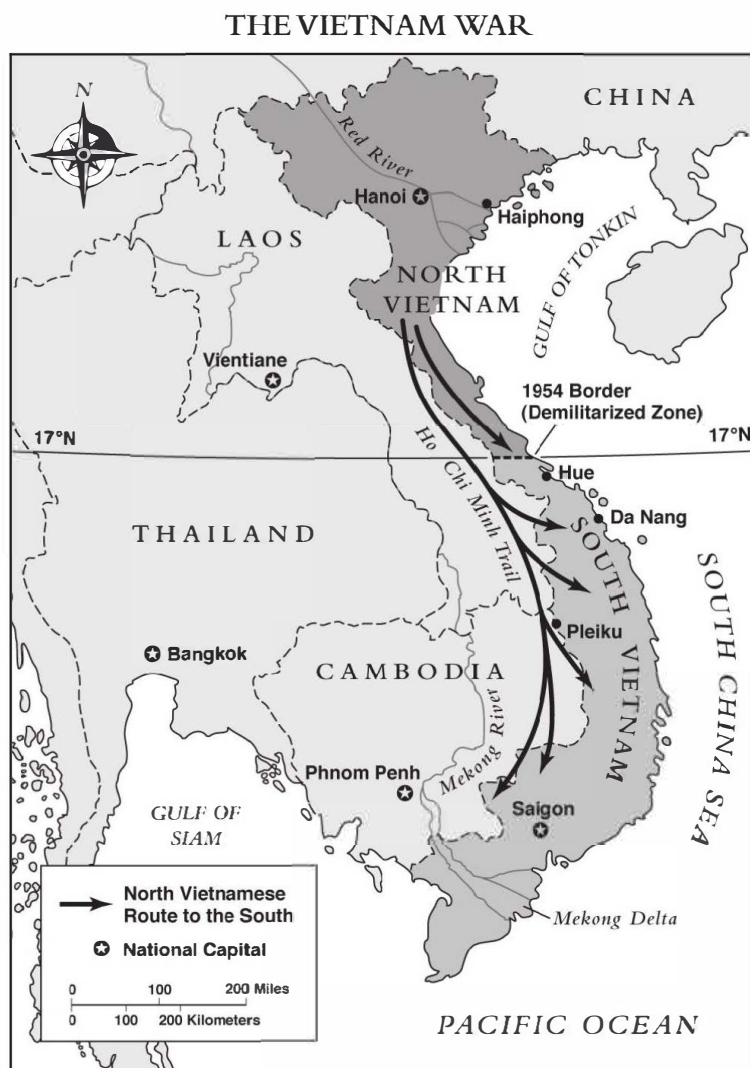 THE VIETNAM WAR
N
CHINA
Red River
Hanoi
Haiphong
LAOS
GULF OF TONKIN
NORTH
VIETNAM
Vientiane
1954 Border
(Demilitarized Zone)
17°N
17°N
Ho Chi Minh Trail
Hue
THAILAND
Da Nang
SOUTH VIETNAM
SOUTH CHINA SEA
Pleiku
Bangkok
CAMBODIA
Mekong River
Phnom Penh
GULF OF
SIAM
Saigon
North Vietnamese
Route to the South
National Capital
0 100 200 Miles
0 100 200 Kilometers
Mekong Delta
PACIFIC OCEAN